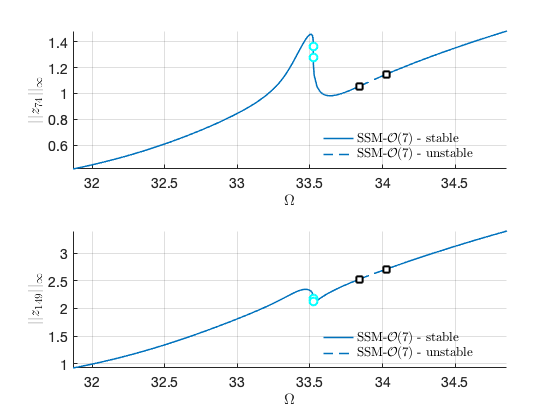 1.4
1.2
1
0.8
0.6
||z_{74}||_∞
32
32.5
33
33.5
34
34.5
Ω
SSM-𝒪(7) - stable
SSM-𝒪(7) - unstable
3
2.5
2
1.5
1
||z_{149}||_∞
32
32.5
33
33.5
34
34.5
Ω
SSM-𝒪(7) - stable
SSM-𝒪(7) - unstable